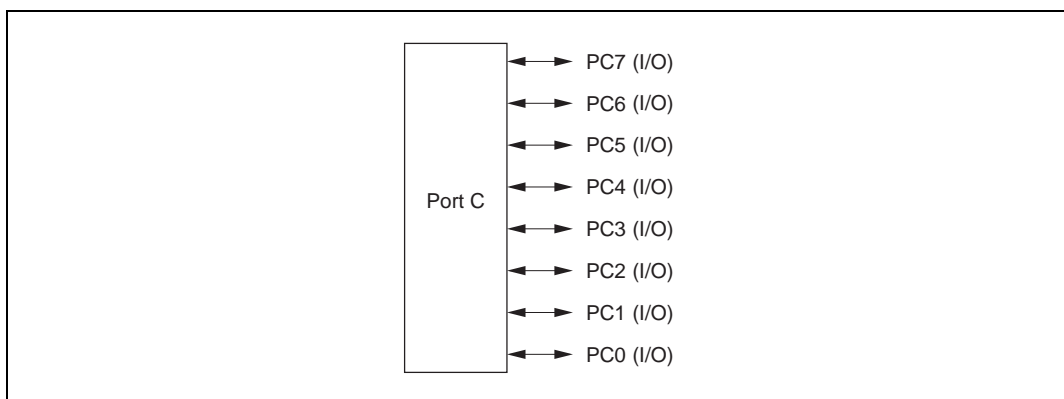 PC7 (I/O)
PC6 (I/O)
PC5 (I/O)
PC4 (I/O)
Port C
PC3 (I/O)
PC2 (I/O)
PC1 (I/O)
PC0 (I/O)